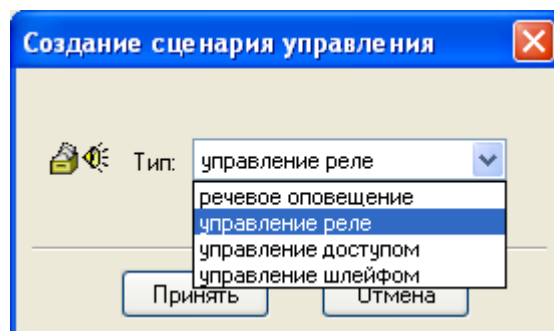 Создание сценария управления
Тип: управление реле
речевое оповещение
управление реле
управление доступом
управление шлейфом
Принять Отмена